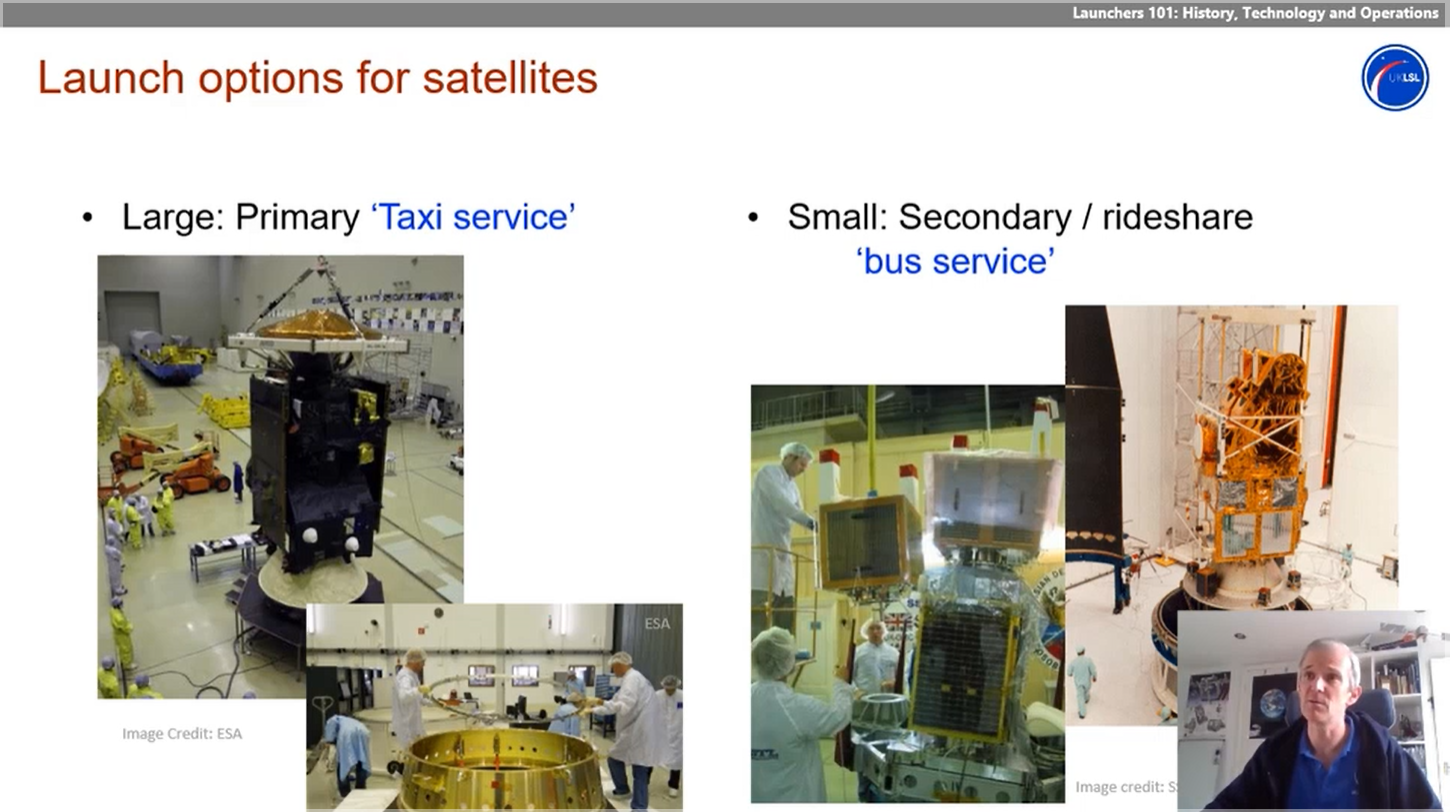 Launchers 101: History, Technology and Operations
Launch options for satellites
UKLSL
• Large: Primary ‘Taxi service’
• Small: Secondary / rideshare
‘bus service’
ESA
Image Credit: ESA
Image credit: